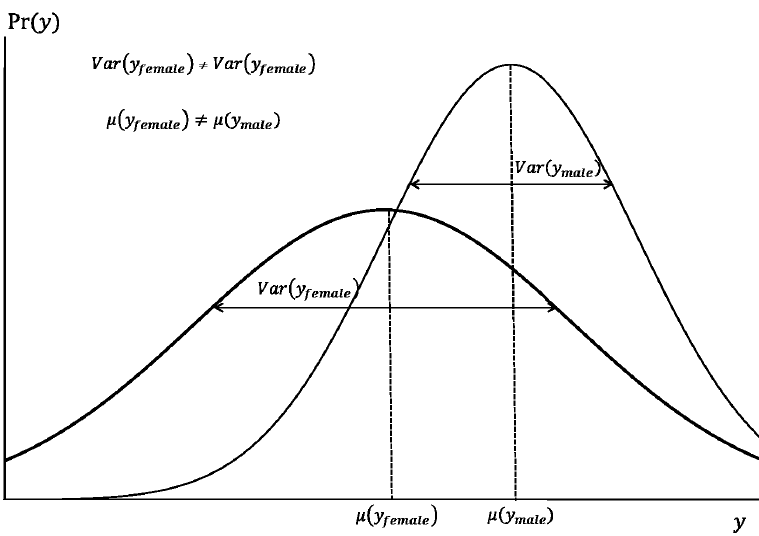 Pr(y)
Var(y_female) ≠ Var(y_female)
μ(y_female) ≠ μ(y_male)
Var(y_male)
Var(y_female)
μ(y_female) μ(y_male)
y